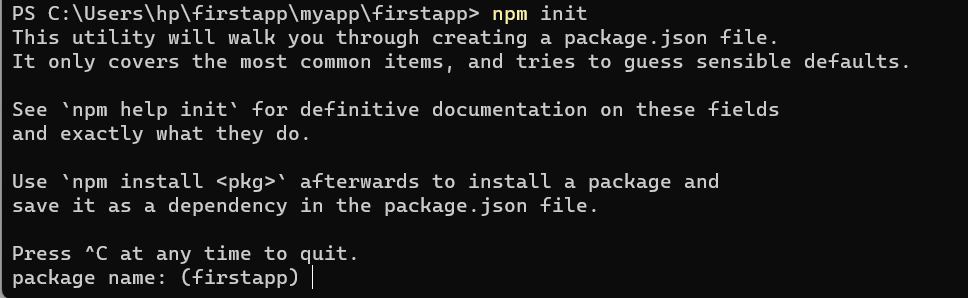 PS C:\Users\hp\firstapp\myapp\firstapp> npm init
This utility will walk you through creating a package.json file.
It only covers the most common items, and tries to guess sensible defaults.
See `npm help init` for definitive documentation on these fields
and exactly what they do.
Use `npm install <pkg>` afterwards to install a package and
save it as a dependency in the package.json file.
Press ^C at any time to quit.
package name: (firstapp)